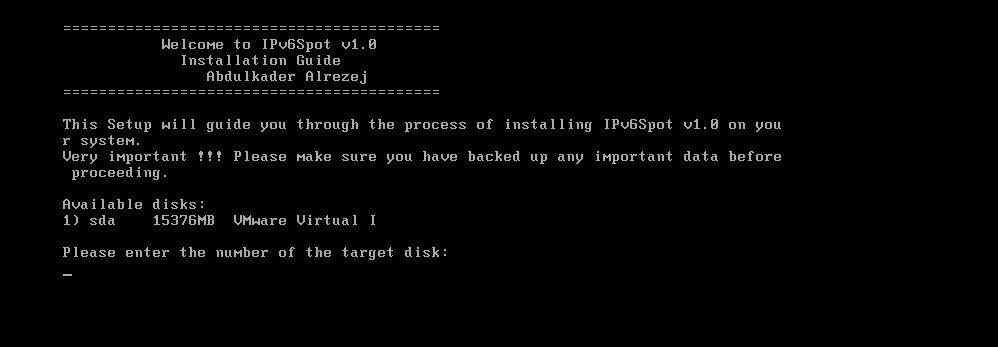 ==========================================
Welcome to IPv6Spot v1.0
Installation Guide
Abdulkader Alrezej
==========================================
This Setup will guide you through the process of installing IPv6Spot v1.0 on you
r system.
Very important !!! Please make sure you have backed up any important data before
 proceeding.
Available disks:
1) sda    15376MB  VMware Virtual I
Please enter the number of the target disk:
_